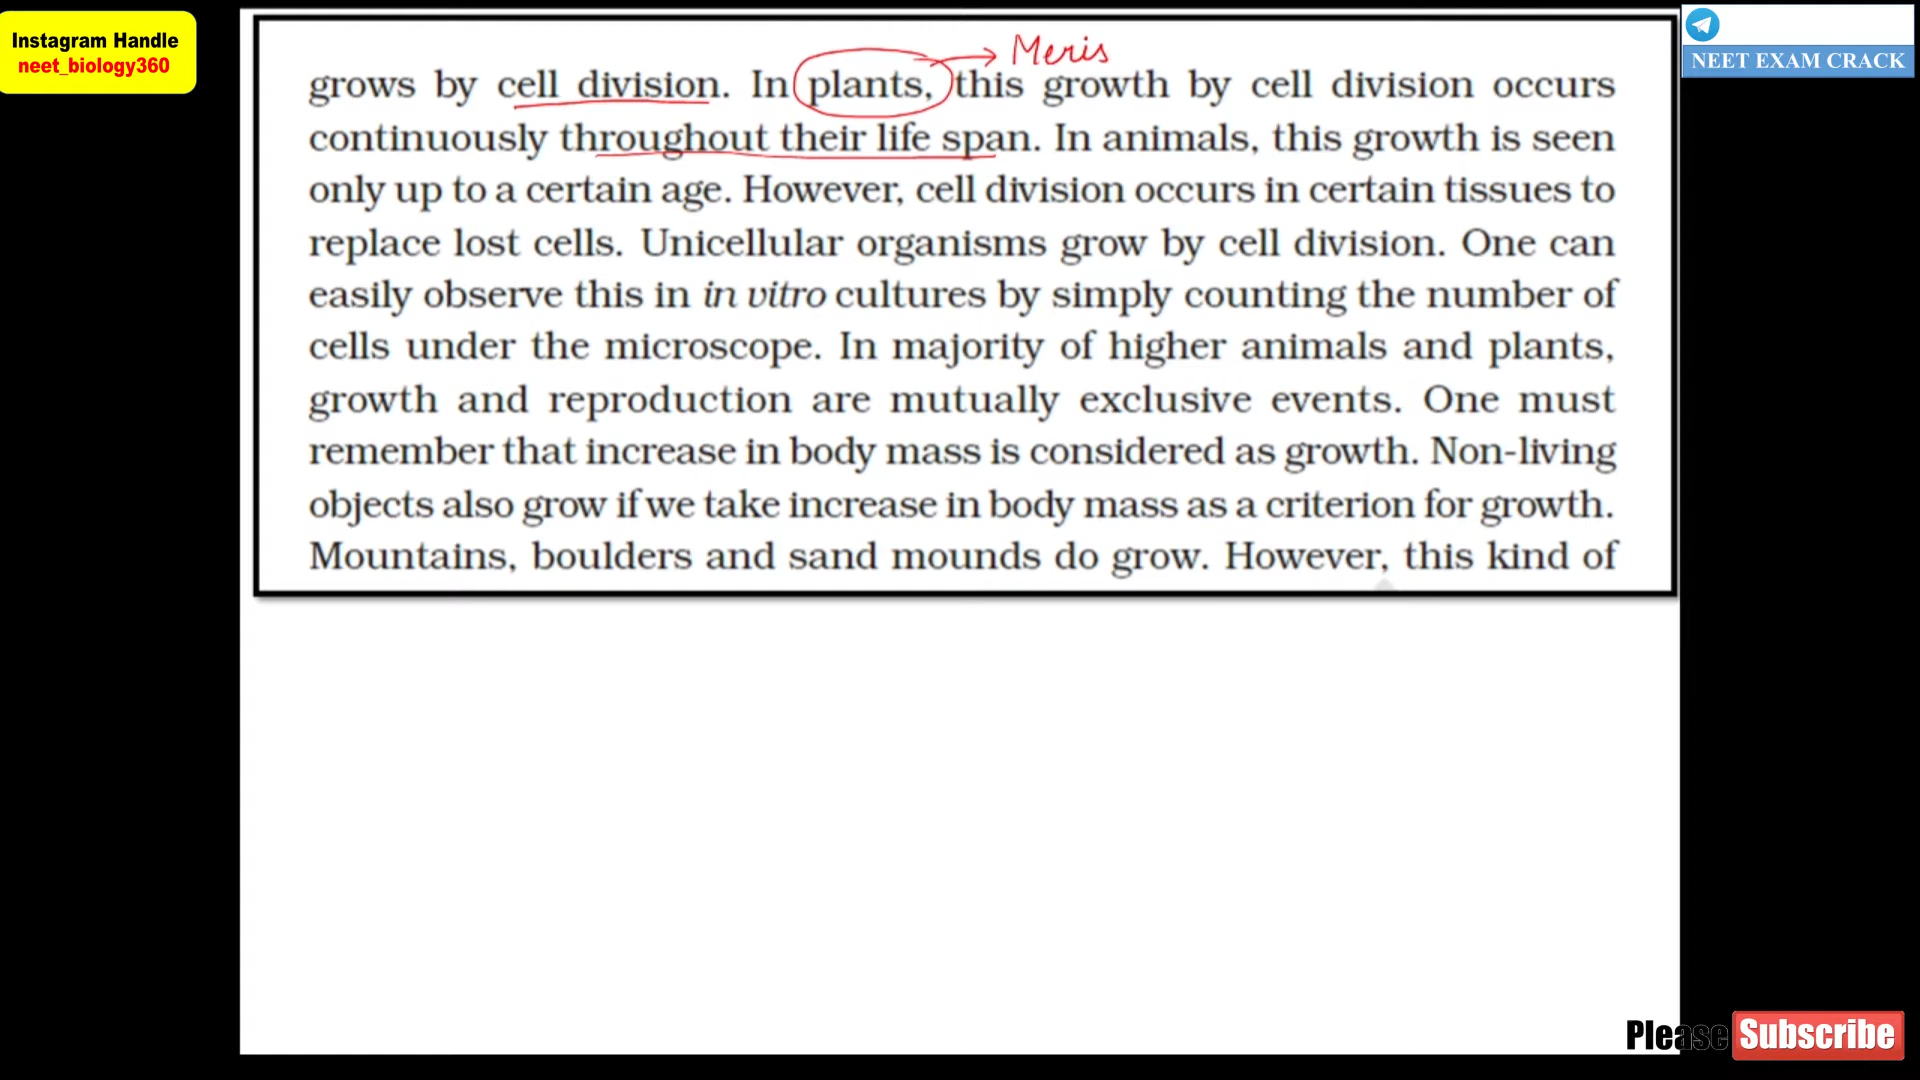 Instagram Handle
neet_biology360
NEET EXAM CRACK
Meris
grows by cell division. In plants, this growth by cell division occurs
continuously throughout their life span. In animals, this growth is seen
only up to a certain age. However, cell division occurs in certain tissues to
replace lost cells. Unicellular organisms grow by cell division. One can
easily observe this in in vitro cultures by simply counting the number of
cells under the microscope. In majority of higher animals and plants,
growth and reproduction are mutually exclusive events. One must
remember that increase in body mass is considered as growth. Non-living
objects also grow if we take increase in body mass as a criterion for growth.
Mountains, boulders and sand mounds do grow. However, this kind of
Please Subscribe